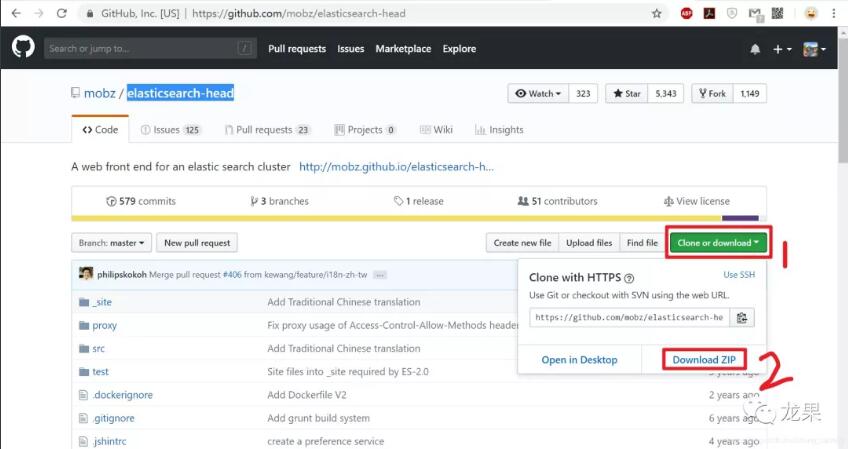 GitHub, Inc. [US] | https://github.com/mobz/elasticsearch-head
Search or jump to... / Pull requests Issues Marketplace Explore
mobz / elasticsearch-head Watch 323 Star 5,343 Fork 1,149
Code Issues 125 Pull requests 23 Projects 0 Wiki Insights
A web front end for an elastic search cluster http://mobz.github.io/elasticsearch-h...
579 commits 3 branches 1 release 51 contributors View license
Branch: master New pull request Create new file Upload files Find file Clone or download 1
philipskokoh Merge pull request #406 from kewang/feature/i18n-zh-tw ...
Clone with HTTPS Use SSH
Use Git or checkout with SVN using the web URL.
https://github.com/mobz/elasticsearch-he
Open in Desktop Download ZIP 2
_site Add Traditional Chinese translation
proxy Fix proxy usage of Access-Control-Allow-Methods header
src Add Traditional Chinese translation
test Site files into _site required by ES-2.0 years ago
.dockerignore Add Dockerfile V2 2 years ago
.gitignore Add grunt build system 6 years ago
.jshintrc create a preference service 4 years ago
龙果